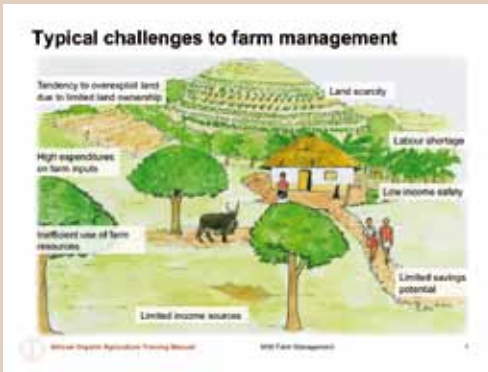 Typical challenges to farm management
Tendency to overexploit land
due to limited land ownership
Land scarcity
Labour shortage
High expenditures
on farm inputs
Low income safety
Inefficient use of farm
resources
Limited savings
potential
Limited income sources
African Organic Agriculture Training Manual
Farm Management